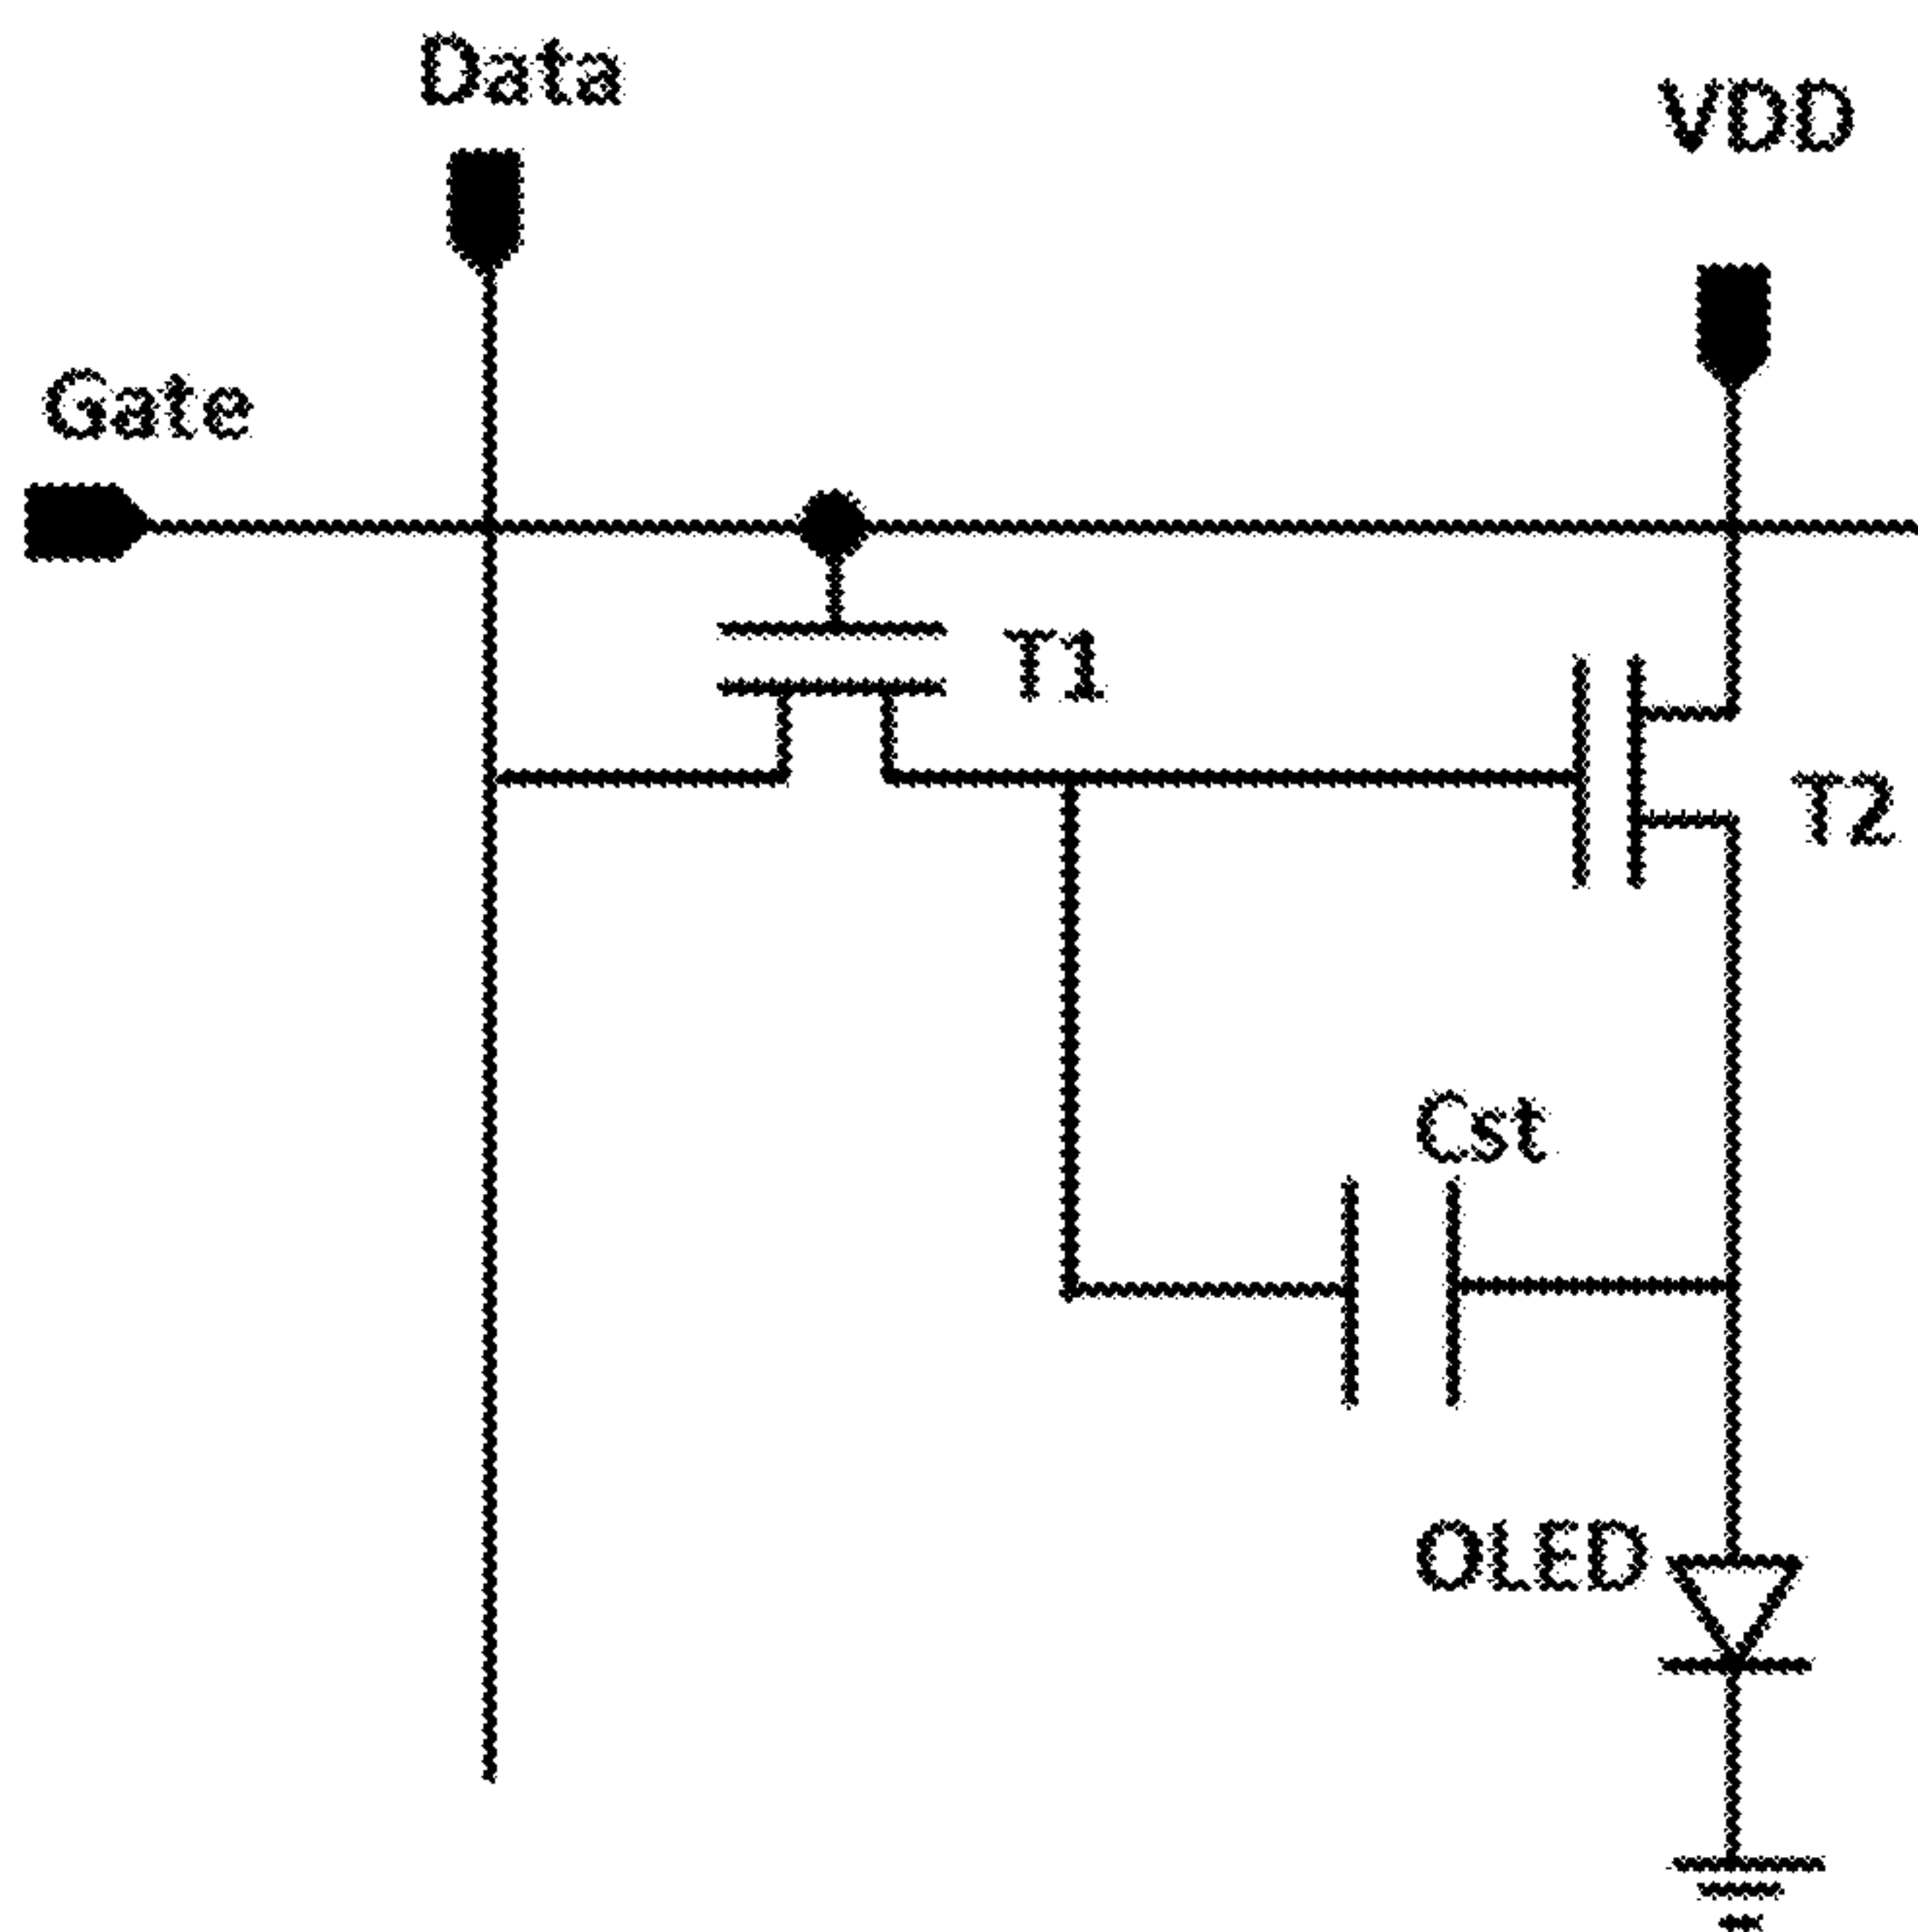 Data
VDD
Gate
T1
T2
Cst
OLED